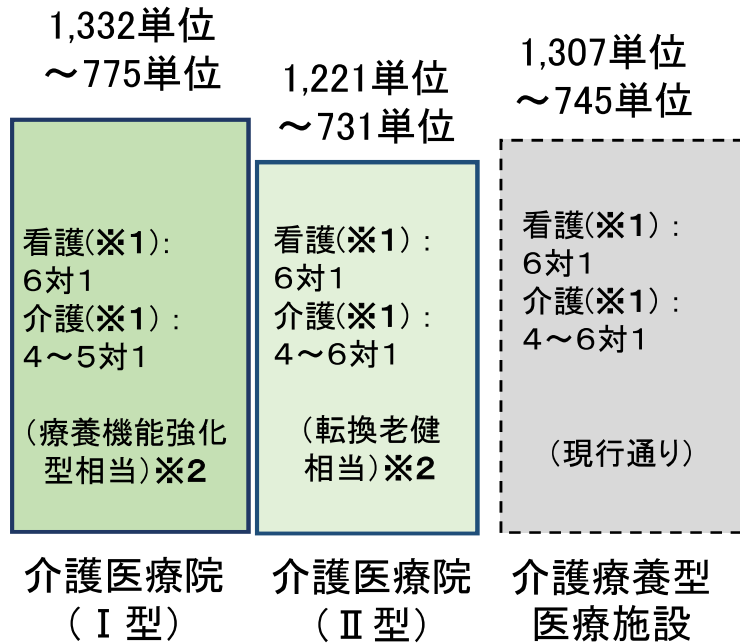 1,332単位
～775単位
看護(※1)：
6対1
介護(※1)：
4～5対1
（療養機能強化
型相当）※2
介護医療院
（Ⅰ型）
1,221単位
～731単位
看護(※1)：
6対1
介護(※1)：
4～6対1
（転換老健
相当）※2
介護医療院
（Ⅱ型）
1,307単位
～745単位
看護(※1)：
6対1
介護(※1)：
4～6対1
（現行通り）
介護療養型
医療施設